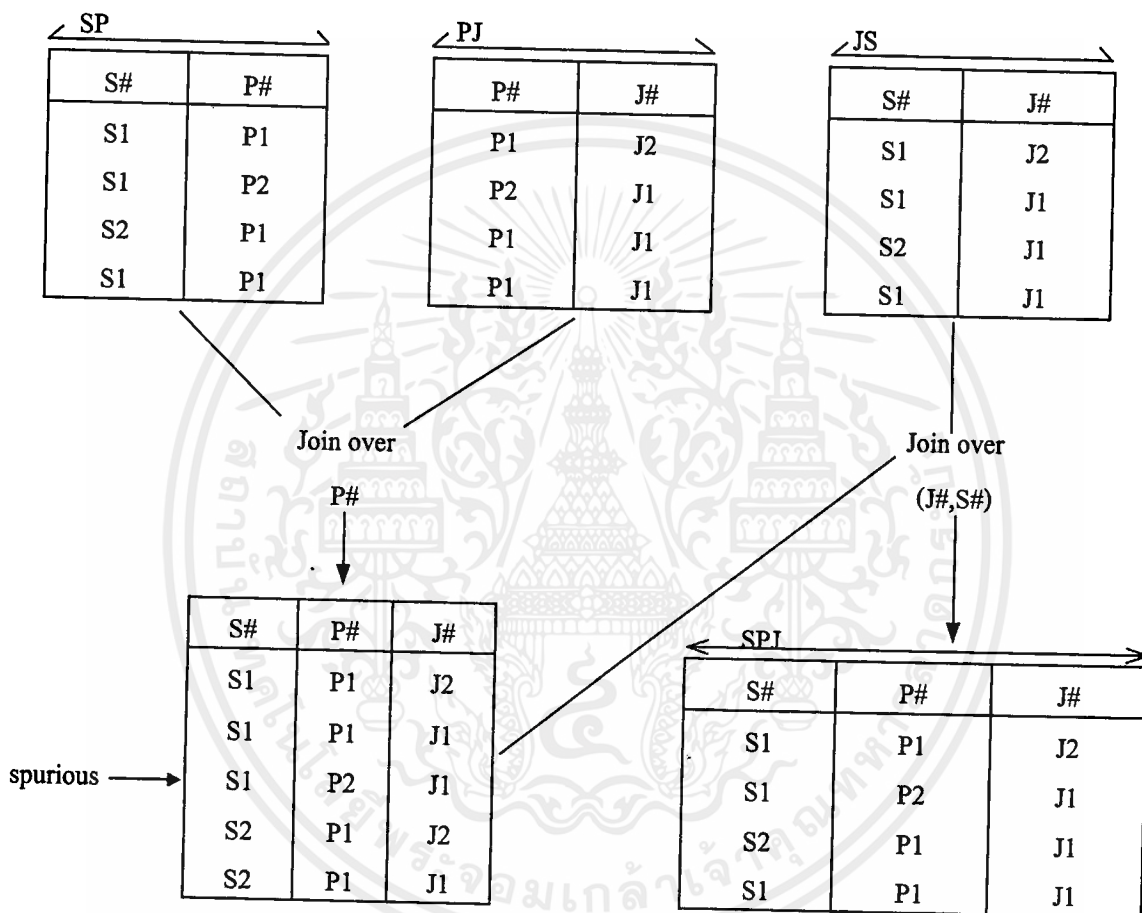 SP
S# P#
S1 P1
S1 P2
S2 P1
S1 P1
PJ
P# J#
P1 J2
P2 J1
P1 J1
P1 J1
JS
S# J#
S1 J2
S1 J1
S2 J1
S1 J1
Join over
P#
Join over
(J#,S#)
S# P# J#
S1 P1 J2
S1 P1 J1
spurious S1 P2 J1
S2 P1 J2
S2 P1 J1
SPJ
S# P# J#
S1 P1 J2
S1 P2 J1
S2 P1 J1
S1 P1 J1